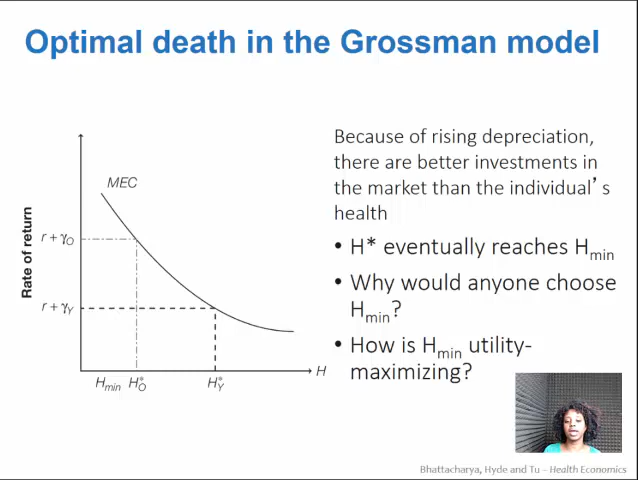 Optimal death in the Grossman model
MEC
Rate of return
r + γO
r + γY
Hmin H*O H*Y H
Because of rising depreciation,
there are better investments in
the market than the individual's
health
• H* eventually reaches Hmin
• Why would anyone choose
Hmin?
• How is Hmin utility-
maximizing?
Bhattacharya, Hyde and Tu – Health Economics